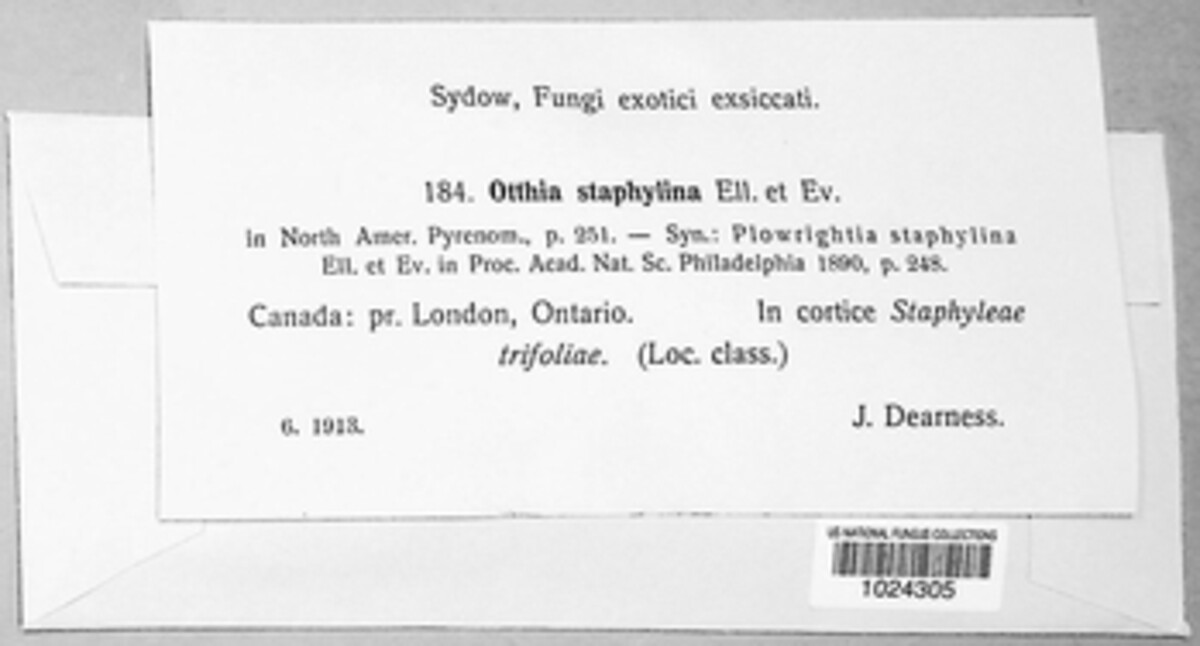 Sydow, Fungi exotici exsiccati.
184. Otthia staphylina Ell. et Ev.
in North Amer. Pyrenom., p. 251. — Syn.: Plowrightia staphylina
Ell. et Ev. in Proc. Acad. Nat. Sc. Philadelphia 1890, p. 248.
Canada: pr. London, Ontario. In cortice Staphyleae
trifoliae. (Loc. class.)
6. 1913. J. Dearness.
US NATIONAL FUNGUS COLLECTIONS
1024305